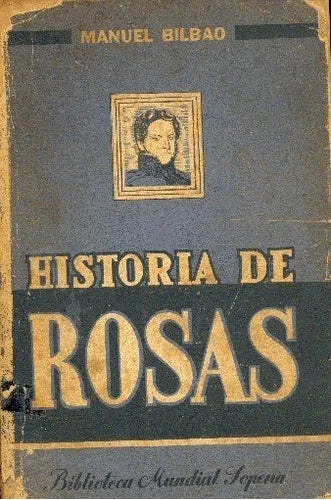 MANUEL BILBAO
HISTORIA DE
ROSAS
Biblioteca Mundial Sopena